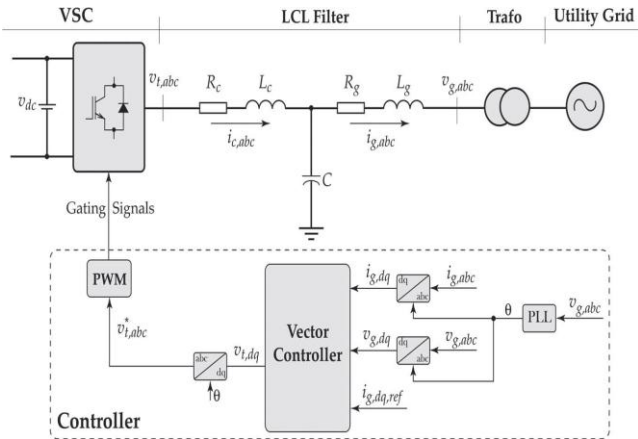 VSC LCL Filter Trafo Utility Grid
v_dc
v_t,abc
R_c L_c
R_g L_g
v_g,abc
i_c,abc
i_g,abc
C
Gating Signals
PWM
v*_t,abc
abc
dq
θ
v_t,dq
Vector
Controller
i_g,dq
dq
abc
i_g,abc
θ
PLL
v_g,abc
v_g,dq
dq
abc
v_g,abc
i_g,dq,ref
Controller